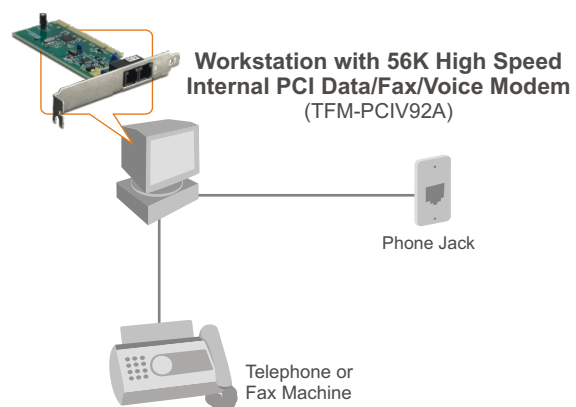 Workstation with 56K High Speed
Internal PCI Data/Fax/Voice Modem
(TFM-PCIV92A)
Phone Jack
Telephone or
Fax Machine